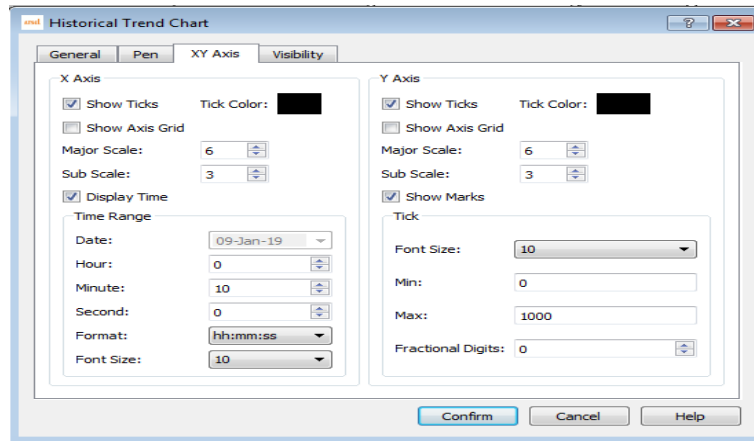 Historical Trend Chart
General Pen XY Axis Visibility
X Axis
Show Ticks Tick Color:
Show Axis Grid
Major Scale: 6
Sub Scale: 3
Display Time
Time Range
Date: 09-Jan-19
Hour: 0
Minute: 10
Second: 0
Format: hh:mm:ss
Font Size: 10
Y Axis
Show Ticks Tick Color:
Show Axis Grid
Major Scale: 6
Sub Scale: 3
Show Marks
Tick
Font Size: 10
Min: 0
Max: 1000
Fractional Digits: 0
Confirm Cancel Help